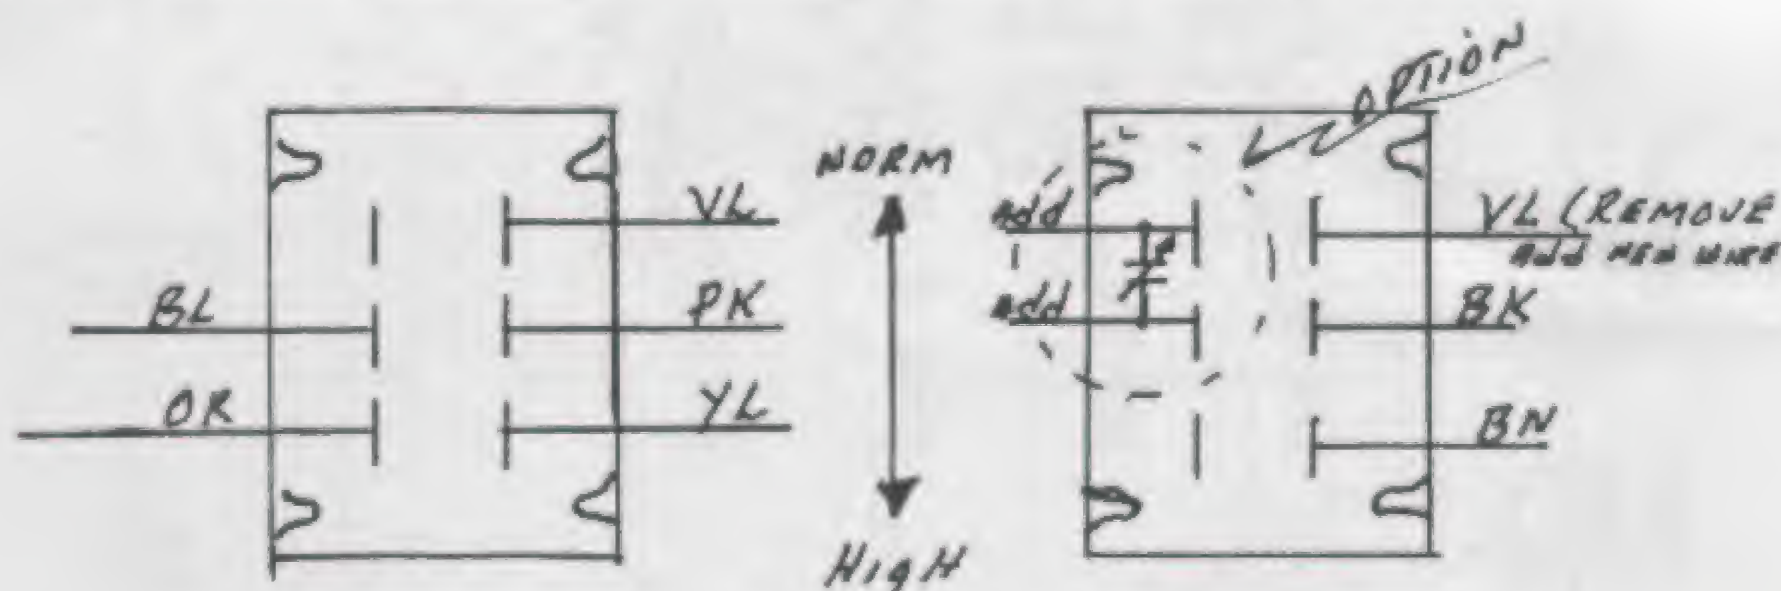 OPTION
NORM
VL
Add
VL (REMOVE
Add NEW WIRE
BL
PK
Add
BK
OR
YL
BN
HIGH